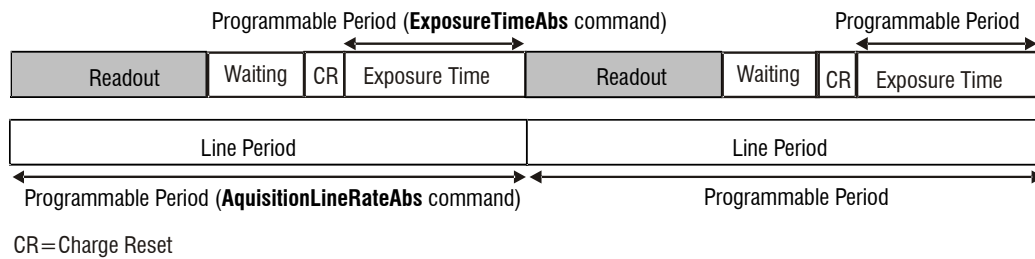 Programmable Period (ExposureTimeAbs command) Programmable Period
Readout Waiting CR Exposure Time Readout Waiting CR Exposure Time
Line Period Line Period
Programmable Period (AquisitionLineRateAbs command) Programmable Period
CR=Charge Reset